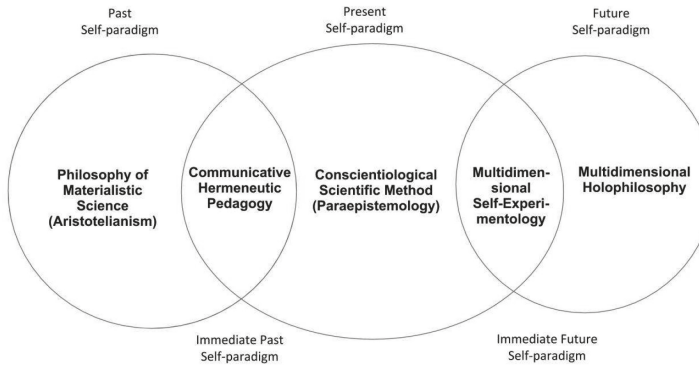 Past
Self-paradigm
Present
Self-paradigm
Future
Self-paradigm
Philosophy of
Materialistic
Science
(Aristotelianism)
Communicative
Hermeneutic
Pedagogy
Conscientiological
Scientific Method
(Paraepistemology)
Multidimen-
sional
Self-Experi-
mentology
Multidimensional
Holophilosophy
Immediate Past
Self-paradigm
Immediate Future
Self-paradigm